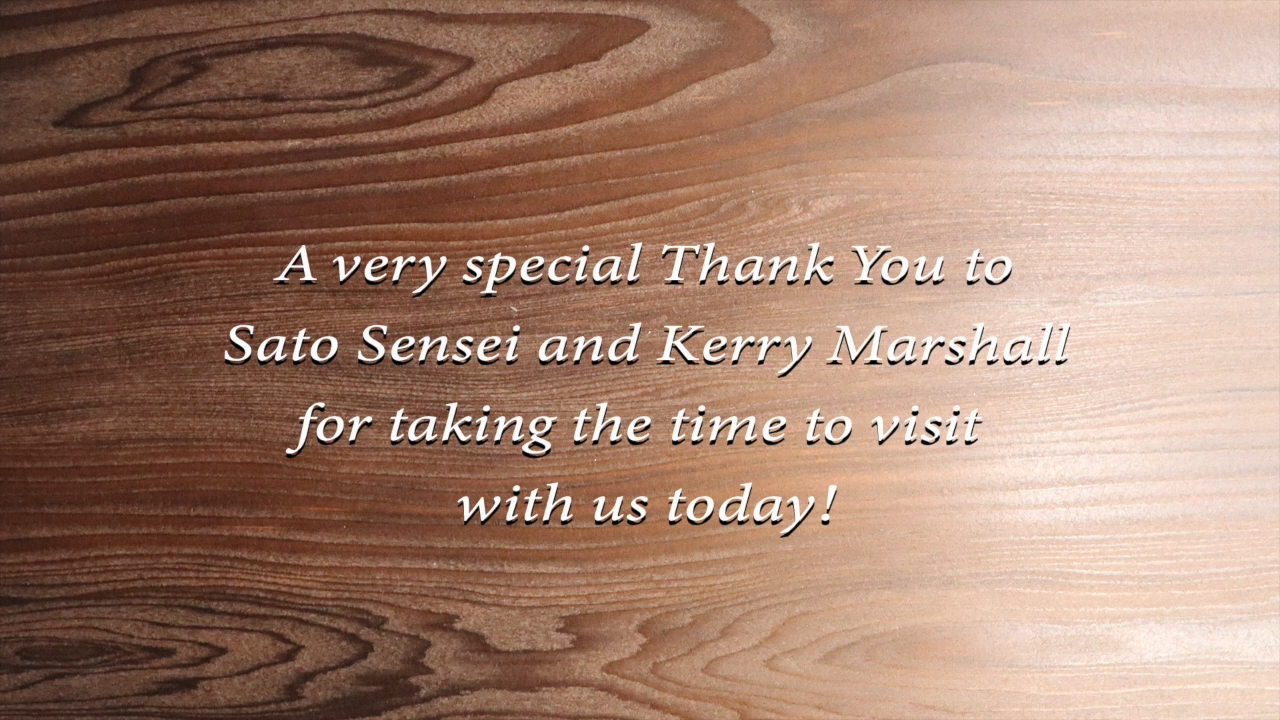 A very special Thank You to
Sato Sensei and Kerry Marshall
for taking the time to visit
with us today!